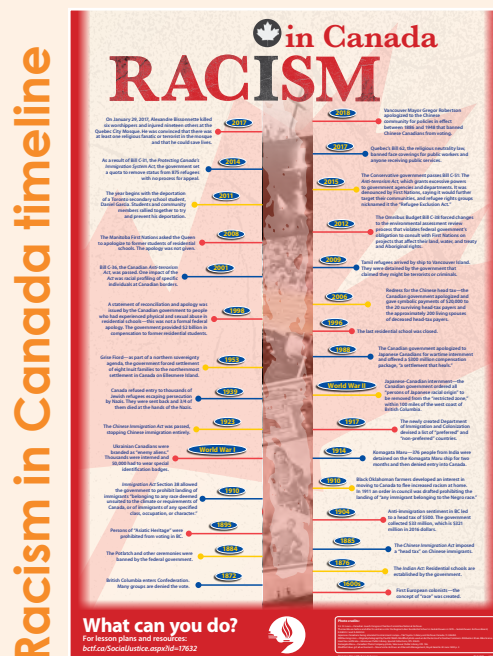 Racism in Canada timeline
in Canada
RACISM
2018
Vancouver Mayor Gregor Robertson
apologized to the Chinese
community for policies in effect
between 1886 and 1948 that banned
Chinese Canadians from voting.
On January 29, 2017, Alexandre Bissonnette killed
six worshippers and injured nineteen others at the
Quebec City Mosque. He was convinced that there was
at least one religious fanatic or terrorist in the mosque
and that he could save lives.
2017
2017
Quebec's Bill 62, the religious neutrality law,
banned face coverings for public workers and
anyone receiving public services.
As a result of Bill C-31, the Protecting Canada's
Immigration System Act, the government set
a quota to remove status from 875 refugees
with no possible appeal.
2014
2015
The Conservative government passes Bill C-51. The
Anti-terrorism Act, which grants excessive powers
to government agencies and departments. It was
denounced by First Nations, saying it would further
target their communities, and refugee rights groups
The year begins with the deportation
of a Toronto secondary school student,
Daniel Garcia. Students and community
members rallied together to try
and prevent his deportation.
2011
2012
The Omnibus Budget Bill C-38 forced changes
to the environmental assessment review
process that violates federal government's
obligation to consult with First Nations on
projects that affect their land, water, and treaty
and Aboriginal rights.
The Manitoba First Nations asked the Queen
to apologize to former students of residential
schools. The apology was not given.
2008
2009
Tamil refugees arrived by ship to Vancouver Island.
They were detained by the government that
claimed they might be terrorists or criminals.
Bill C-36, the Canadian Anti-terrorism
Act, was passed. One impact of the
Act was racial profiling of specific
individuals at Canadian borders.
2001
2006
Redress for the Chinese head tax—the
Canadian government apologized and
gave symbolic payments of $20,000 to
the 20 surviving head-tax payers and
the approximately 200 living spouses
of deceased head-tax payers.
A statement of reconciliation and apology was
issued by the Canadian government to people
who had experienced physical and sexual abuse in
residential schools—this was not a formal federal
apology. The government provided $2 billion in
compensation to former residential students.
1998
1996
The last residential school was closed.
1988
The Canadian government apologized to
Japanese Canadians for wartime internment
and offered a $300 million compensation
package, "a settlement that heals."
Grise Fiord—as part of a northern sovereignty
agenda, the government forced settlement
of eight Inuit families to the northernmost
settlement in Canada on Ellesmere Island.
1953
World War II
Japanese-Canadian internment—the
Canadian government ordered all
"persons of Japanese racial origin" to
be removed from the "restricted zone,"
within 100 miles of the west coast of
British Columbia.
Canada refused entry to thousands of
Jewish refugees escaping persecution
by Nazis. They were sent back and 3/4 of
them died at the hands of the Nazis.
1939
1917
The newly created Department
of Immigration and Colonization
devised a list of "preferred" and
"non-preferred" countries.
The Chinese Immigration Act was passed,
stopping Chinese immigration entirely.
1923
Ukrainian Canadians were
branded as "enemy aliens."
Thousands were interned and
80,000 had to wear special
identification badges.
World War I
1914
Komagata Maru—376 people from India were
detained on the Komagata Maru ship for two
months and then denied entry into Canada.
Immigration Act Section 38 allowed
the government to prohibit landing of
immigrants "belonging to any race deemed
unsuited to the climate or requirements of
Canada, or of immigrants of any specified
class, occupation, or character."
1910
1910
Black Oklahoman farmers developed an interest in
moving to Canada to flee increased racism at home.
In 1911 an order in council was drafted prohibiting the
landing of "any immigrant belonging to the Negro race."
1904
Anti-immigration sentiment in BC led
to a head tax of $500. The government
collected $23 million, which is $321
million in 2016 dollars.
Persons of "Asiatic Heritage" were
prohibited from voting in BC.
1895
1885
The Chinese Immigration Act imposed
a "head tax" on Chinese immigrants.
The Potlatch and other ceremonies were
banned by the federal government.
1884
1876
The Indian Act: Residential schools are
established by the government.
British Columbia enters Confederation.
Many groups are denied the vote.
1872
1600s
First European colonists—the
concept of "race" was created.
What can you do?
For lesson plans and resources:
bctf.ca/SocialJustice.aspx?id=17632
Photo credits: